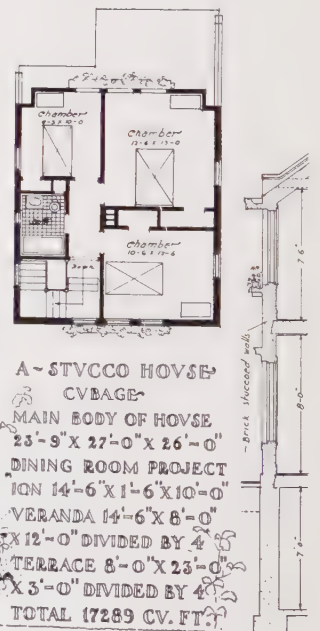 Chamber
Chamber
13-6 X 13-0
Chamber
10-6 X 13-6
Brick stuccoed walls
7'-6"
8'-0"
7'-0"
A ~ STVCCO HOVSE
CVBAGE
MAIN BODY OF HOVSE
23'-9" X 27'-0" X 26'-0"
DINING ROOM PROJECT
ION 14'-6" X 1'-6" X 10'-0"
VERANDA 14'-6" X 8'-0"
X 12'-0" DIVIDED BY 4
TERRACE 8'-0" X 23'-0"
X 3'-0" DIVIDED BY 4
TOTAL 17289 CV. FT.